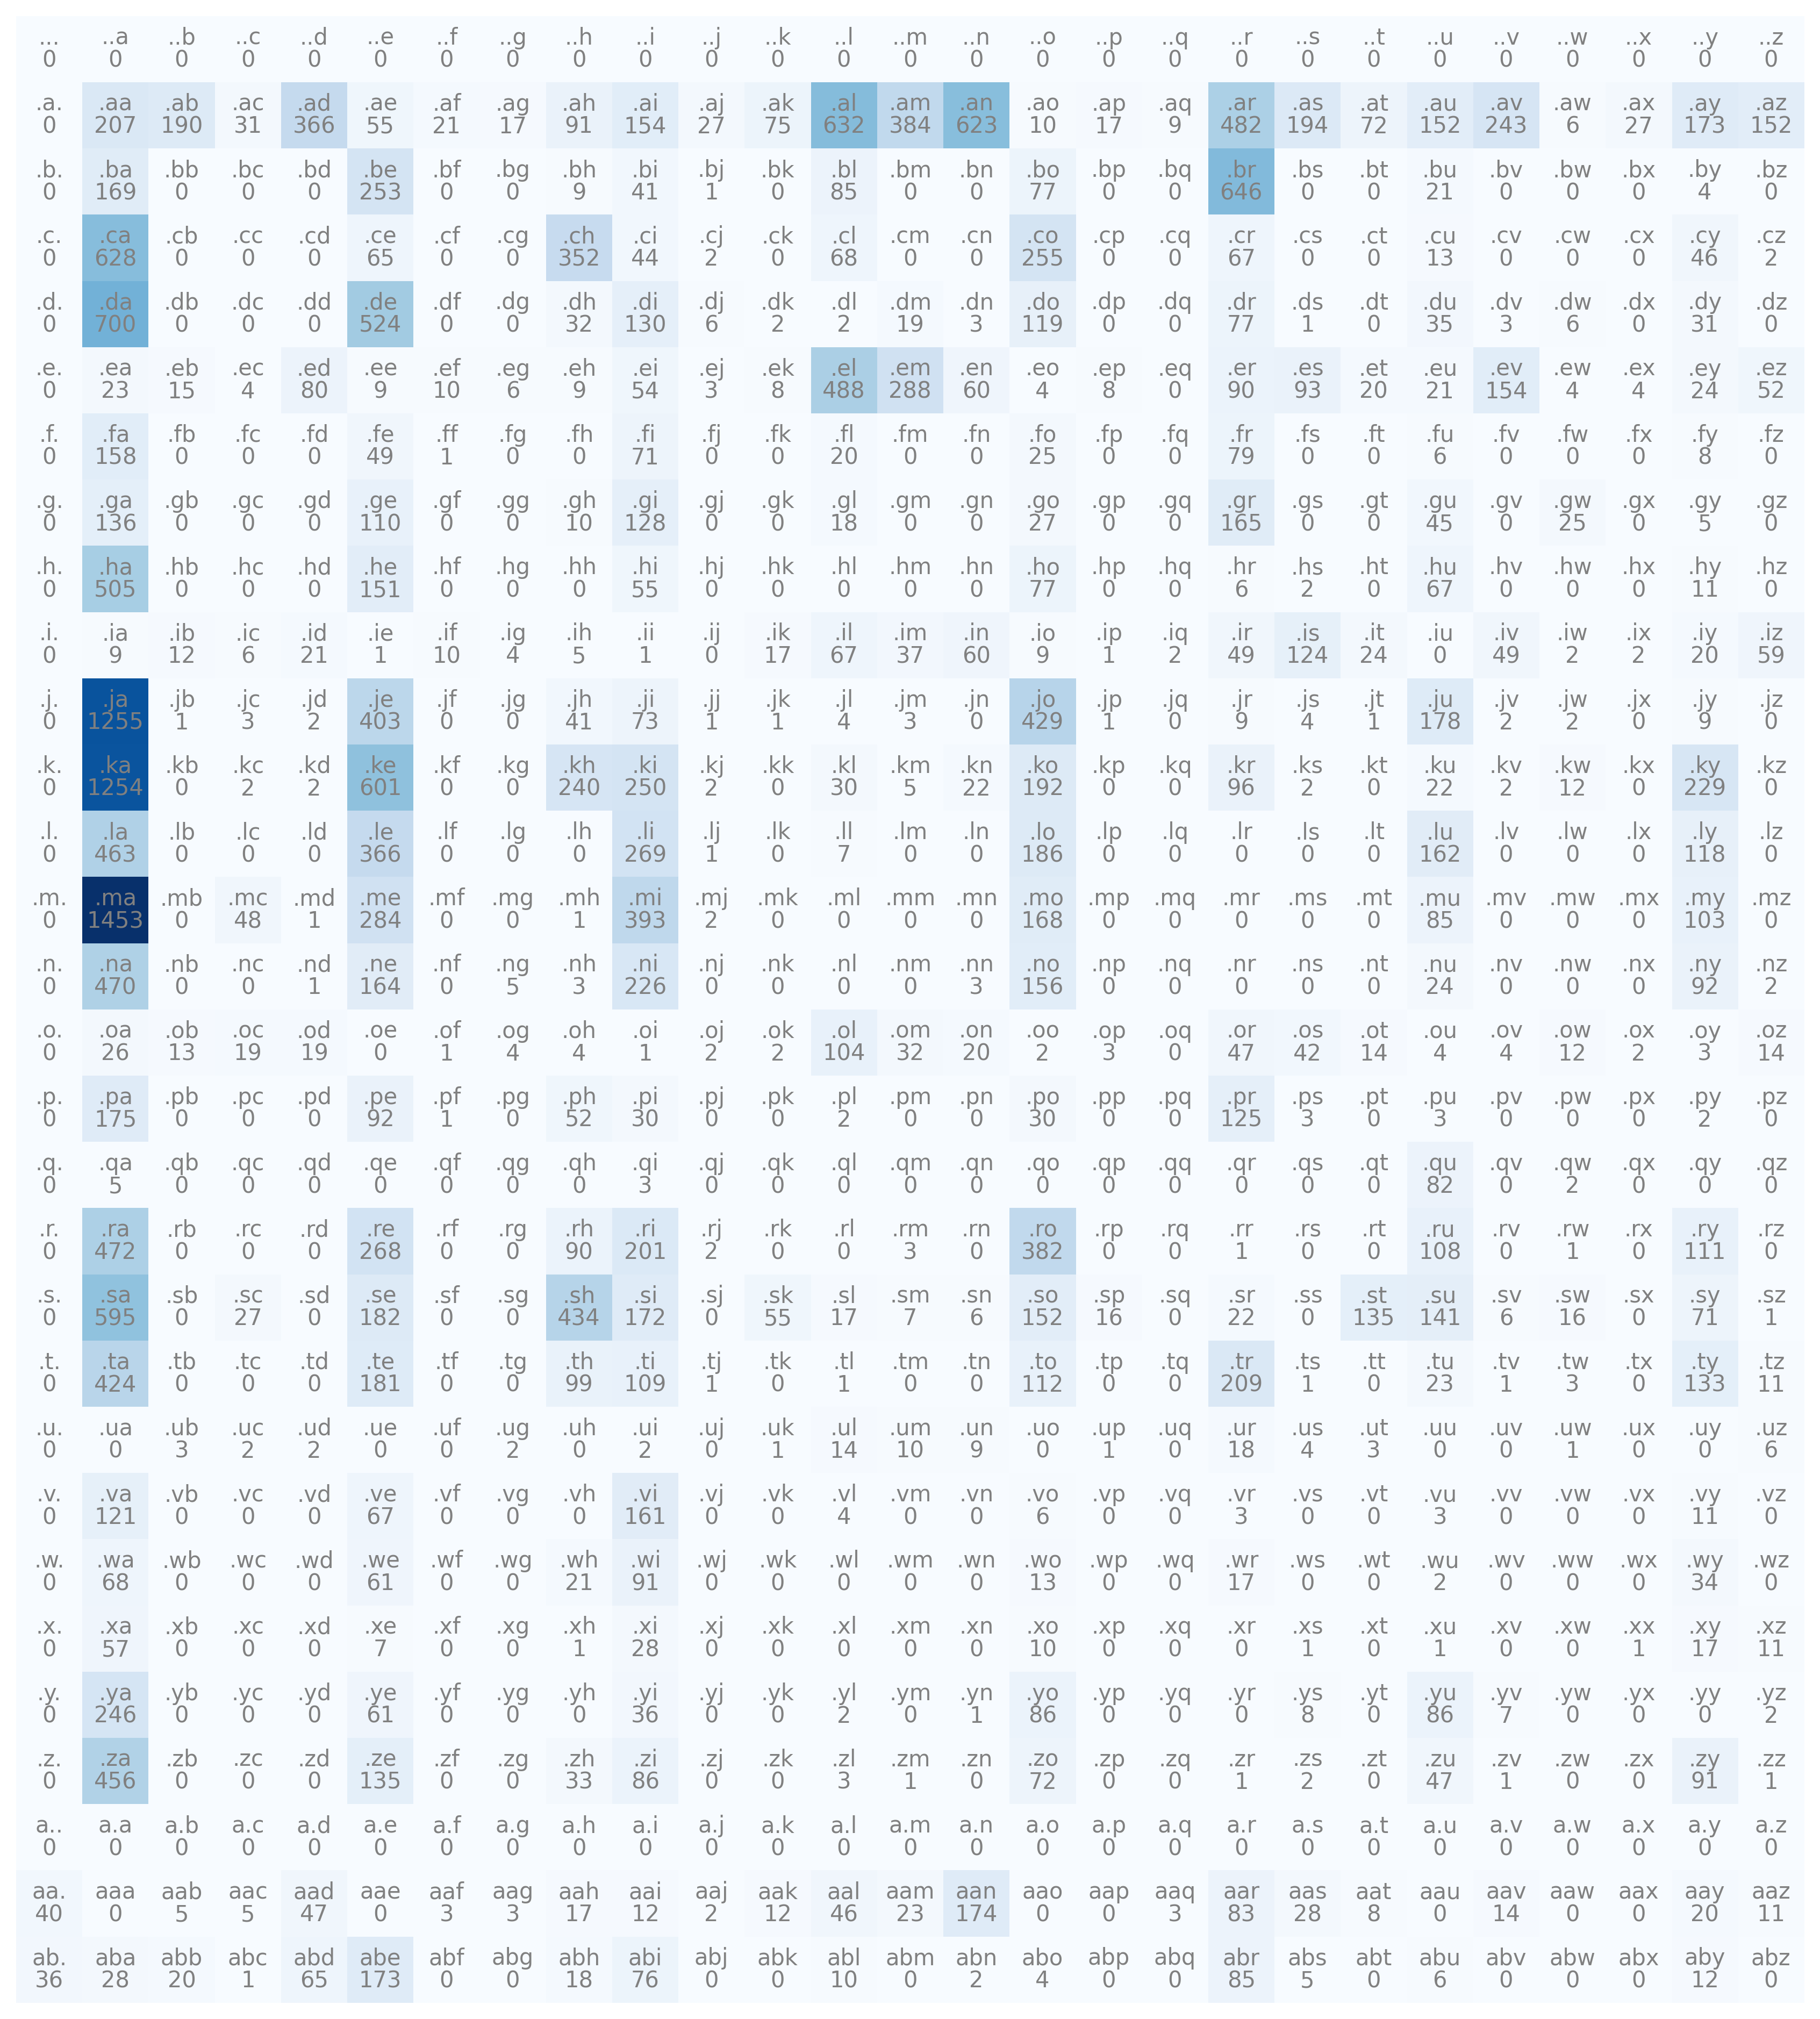 ... ..a ..b ..c ..d ..e ..f ..g ..h ..i ..j ..k ..l ..m ..n ..o ..p ..q ..r ..s ..t ..u ..v ..w ..x ..y ..z
0 0 0 0 0 0 0 0 0 0 0 0 0 0 0 0 0 0 0 0 0 0 0 0 0 0 0
.a. .aa .ab .ac .ad .ae .af .ag .ah .ai .aj .ak .al .am .an .ao .ap .aq .ar .as .at .au .av .aw .ax .ay .az
0 207 190 31 366 55 21 17 91 154 27 75 632 384 623 10 17 9 482 194 72 152 243 6 27 173 152
.b. .ba .bb .bc .bd .be .bf .bg .bh .bi .bj .bk .bl .bm .bn .bo .bp .bq .br .bs .bt .bu .bv .bw .bx .by .bz
0 169 0 0 0 253 0 0 9 41 1 0 85 0 0 77 0 0 646 0 0 21 0 0 0 4 0
.c. .ca .cb .cc .cd .ce .cf .cg .ch .ci .cj .ck .cl .cm .cn .co .cp .cq .cr .cs .ct .cu .cv .cw .cx .cy .cz
0 628 0 0 0 65 0 0 352 44 2 0 68 0 0 255 0 0 67 0 0 13 0 0 0 46 2
.d. .da .db .dc .dd .de .df .dg .dh .di .dj .dk .dl .dm .dn .do .dp .dq .dr .ds .dt .du .dv .dw .dx .dy .dz
0 700 0 0 0 524 0 0 32 130 6 2 2 19 3 119 0 0 77 1 0 35 3 6 0 31 0
.e. .ea .eb .ec .ed .ee .ef .eg .eh .ei .ej .ek .el .em .en .eo .ep .eq .er .es .et .eu .ev .ew .ex .ey .ez
0 23 15 4 80 9 10 6 9 54 3 8 488 288 60 4 8 0 90 93 20 21 154 4 4 24 52
.f. .fa .fb .fc .fd .fe .ff .fg .fh .fi .fj .fk .fl .fm .fn .fo .fp .fq .fr .fs .ft .fu .fv .fw .fx .fy .fz
0 158 0 0 0 49 1 0 0 71 0 0 20 0 0 25 0 0 79 0 0 6 0 0 0 8 0
.g. .ga .gb .gc .gd .ge .gf .gg .gh .gi .gj .gk .gl .gm .gn .go .gp .gq .gr .gs .gt .gu .gv .gw .gx .gy .gz
0 136 0 0 0 110 0 0 10 128 0 0 18 0 0 27 0 0 165 0 0 45 0 25 0 5 0
.h. .ha .hb .hc .hd .he .hf .hg .hh .hi .hj .hk .hl .hm .hn .ho .hp .hq .hr .hs .ht .hu .hv .hw .hx .hy .hz
0 505 0 0 0 151 0 0 0 55 0 0 0 0 0 77 0 0 6 2 0 67 0 0 0 11 0
.i. .ia .ib .ic .id .ie .if .ig .ih .ii .ij .ik .il .im .in .io .ip .iq .ir .is .it .iu .iv .iw .ix .iy .iz
0 9 12 6 21 1 10 4 5 1 0 17 67 37 60 9 1 2 49 124 24 0 49 2 2 20 59
.j. .ja .jb .jc .jd .je .jf .jg .jh .ji .jj .jk .jl .jm .jn .jo .jp .jq .jr .js .jt .ju .jv .jw .jx .jy .jz
0 1255 1 3 2 403 0 0 41 73 1 1 4 3 0 429 1 0 9 4 1 178 2 2 0 9 0
.k. .ka .kb .kc .kd .ke .kf .kg .kh .ki .kj .kk .kl .km .kn .ko .kp .kq .kr .ks .kt .ku .kv .kw .kx .ky .kz
0 1254 0 2 2 601 0 0 240 250 2 0 30 5 22 192 0 0 96 2 0 22 2 12 0 229 0
.l. .la .lb .lc .ld .le .lf .lg .lh .li .lj .lk .ll .lm .ln .lo .lp .lq .lr .ls .lt .lu .lv .lw .lx .ly .lz
0 463 0 0 0 366 0 0 0 269 1 0 7 0 0 186 0 0 0 0 0 162 0 0 0 118 0
.m. .ma .mb .mc .md .me .mf .mg .mh .mi .mj .mk .ml .mm .mn .mo .mp .mq .mr .ms .mt .mu .mv .mw .mx .my .mz
0 1453 0 48 1 284 0 0 1 393 2 0 0 0 0 168 0 0 0 0 0 85 0 0 0 103 0
.n. .na .nb .nc .nd .ne .nf .ng .nh .ni .nj .nk .nl .nm .nn .no .np .nq .nr .ns .nt .nu .nv .nw .nx .ny .nz
0 470 0 0 1 164 0 5 3 226 0 0 0 0 3 156 0 0 0 0 0 24 0 0 0 92 2
.o. .oa .ob .oc .od .oe .of .og .oh .oi .oj .ok .ol .om .on .oo .op .oq .or .os .ot .ou .ov .ow .ox .oy .oz
0 26 13 19 19 0 1 4 4 1 2 2 104 32 20 2 3 0 47 42 14 4 4 12 2 3 14
.p. .pa .pb .pc .pd .pe .pf .pg .ph .pi .pj .pk .pl .pm .pn .po .pp .pq .pr .ps .pt .pu .pv .pw .px .py .pz
0 175 0 0 0 92 1 0 52 30 0 0 2 0 0 30 0 0 125 3 0 3 0 0 0 2 0
.q. .qa .qb .qc .qd .qe .qf .qg .qh .qi .qj .qk .ql .qm .qn .qo .qp .qq .qr .qs .qt .qu .qv .qw .qx .qy .qz
0 5 0 0 0 0 0 0 0 3 0 0 0 0 0 0 0 0 0 0 0 82 0 2 0 0 0
.r. .ra .rb .rc .rd .re .rf .rg .rh .ri .rj .rk .rl .rm .rn .ro .rp .rq .rr .rs .rt .ru .rv .rw .rx .ry .rz
0 472 0 0 0 268 0 0 90 201 2 0 0 3 0 382 0 0 1 0 0 108 0 1 0 111 0
.s. .sa .sb .sc .sd .se .sf .sg .sh .si .sj .sk .sl .sm .sn .so .sp .sq .sr .ss .st .su .sv .sw .sx .sy .sz
0 595 0 27 0 182 0 0 434 172 0 55 17 7 6 152 16 0 22 0 135 141 6 16 0 71 1
.t. .ta .tb .tc .td .te .tf .tg .th .ti .tj .tk .tl .tm .tn .to .tp .tq .tr .ts .tt .tu .tv .tw .tx .ty .tz
0 424 0 0 0 181 0 0 99 109 1 0 1 0 0 112 0 0 209 1 0 23 1 3 0 133 11
.u. .ua .ub .uc .ud .ue .uf .ug .uh .ui .uj .uk .ul .um .un .uo .up .uq .ur .us .ut .uu .uv .uw .ux .uy .uz
0 0 3 2 2 0 0 2 0 2 0 1 14 10 9 0 1 0 18 4 3 0 0 1 0 0 6
.v. .va .vb .vc .vd .ve .vf .vg .vh .vi .vj .vk .vl .vm .vn .vo .vp .vq .vr .vs .vt .vu .vv .vw .vx .vy .vz
0 121 0 0 0 67 0 0 0 161 0 0 4 0 0 6 0 0 3 0 0 3 0 0 0 11 0
.w. .wa .wb .wc .wd .we .wf .wg .wh .wi .wj .wk .wl .wm .wn .wo .wp .wq .wr .ws .wt .wu .wv .ww .wx .wy .wz
0 68 0 0 0 61 0 0 21 91 0 0 0 0 0 13 0 0 17 0 0 2 0 0 0 34 0
.x. .xa .xb .xc .xd .xe .xf .xg .xh .xi .xj .xk .xl .xm .xn .xo .xp .xq .xr .xs .xt .xu .xv .xw .xx .xy .xz
0 57 0 0 0 7 0 0 1 28 0 0 0 0 0 10 0 0 0 1 0 1 0 0 1 17 11
.y. .ya .yb .yc .yd .ye .yf .yg .yh .yi .yj .yk .yl .ym .yn .yo .yp .yq .yr .ys .yt .yu .yv .yw .yx .yy .yz
0 246 0 0 0 61 0 0 0 36 0 0 2 0 1 86 0 0 0 8 0 86 7 0 0 0 2
.z. .za .zb .zc .zd .ze .zf .zg .zh .zi .zj .zk .zl .zm .zn .zo .zp .zq .zr .zs .zt .zu .zv .zw .zx .zy .zz
0 456 0 0 0 135 0 0 33 86 0 0 3 1 0 72 0 0 1 2 0 47 1 0 0 91 1
a.. a.a a.b a.c a.d a.e a.f a.g a.h a.i a.j a.k a.l a.m a.n a.o a.p a.q a.r a.s a.t a.u a.v a.w a.x a.y a.z
0 0 0 0 0 0 0 0 0 0 0 0 0 0 0 0 0 0 0 0 0 0 0 0 0 0 0
aa. aaa aab aac aad aae aaf aag aah aai aaj aak aal aam aan aao aap aaq aar aas aat aau aav aaw aax aay aaz
40 0 5 5 47 0 3 3 17 12 2 12 46 23 174 0 0 3 83 28 8 0 14 0 0 20 11
ab. aba abb abc abd abe abf abg abh abi abj abk abl abm abn abo abp abq abr abs abt abu abv abw abx aby abz
36 28 20 1 65 173 0 0 18 76 0 0 10 0 2 4 0 0 85 5 0 6 0 0 0 12 0